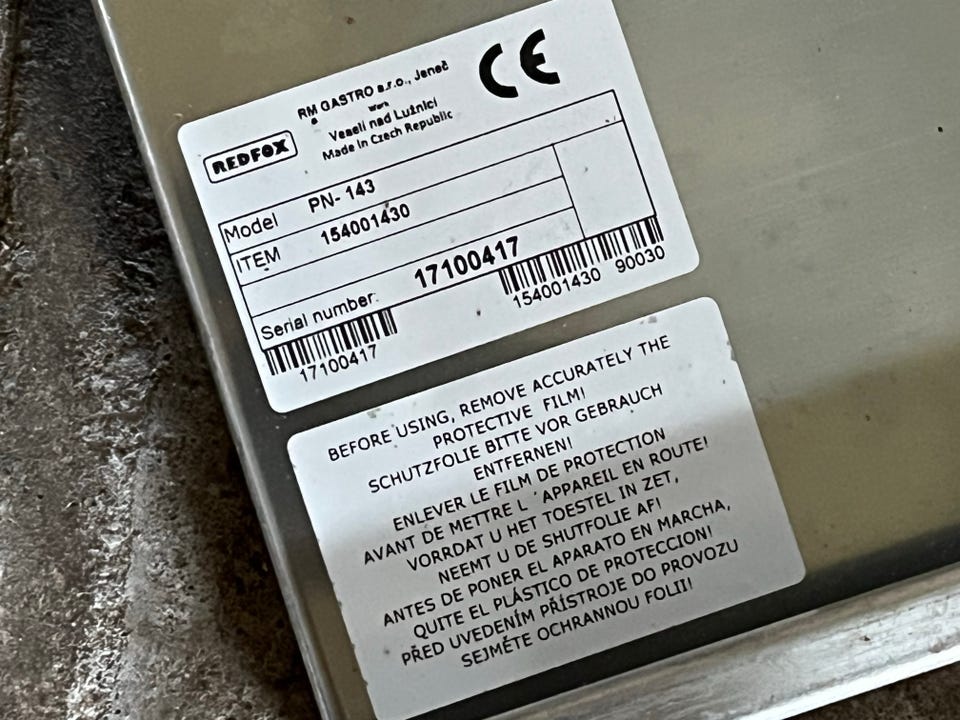 RM GASTRO s.r.o., Jeneč
Work
Veselí nad Lužnicí
Made in Czech Republic
CE
REDFOX
Model PN- 143
ITEM 154001430
Serial number: 17100417
17100417
154001430 90030
BEFORE USING, REMOVE ACCURATELY THE
PROTECTIVE FILM!
SCHUTZFOLIE BITTE VOR GEBRAUCH
ENTFERNEN!
ENLEVER LE FILM DE PROTECTION
AVANT DE METTRE L´APPAREIL EN ROUTE!
VORRDAT U HET TOESTEL IN ZET,
NEEMT U DE SHUTFOLIE AF!
ANTES DE PONER EL APARATO EN MARCHA,
QUITE EL PLÁSTICO DE PROTECCION!
PŘED UVEDENÍM PŘÍSTROJE DO PROVOZU
SEJMĚTE OCHRANNOU FOLII!